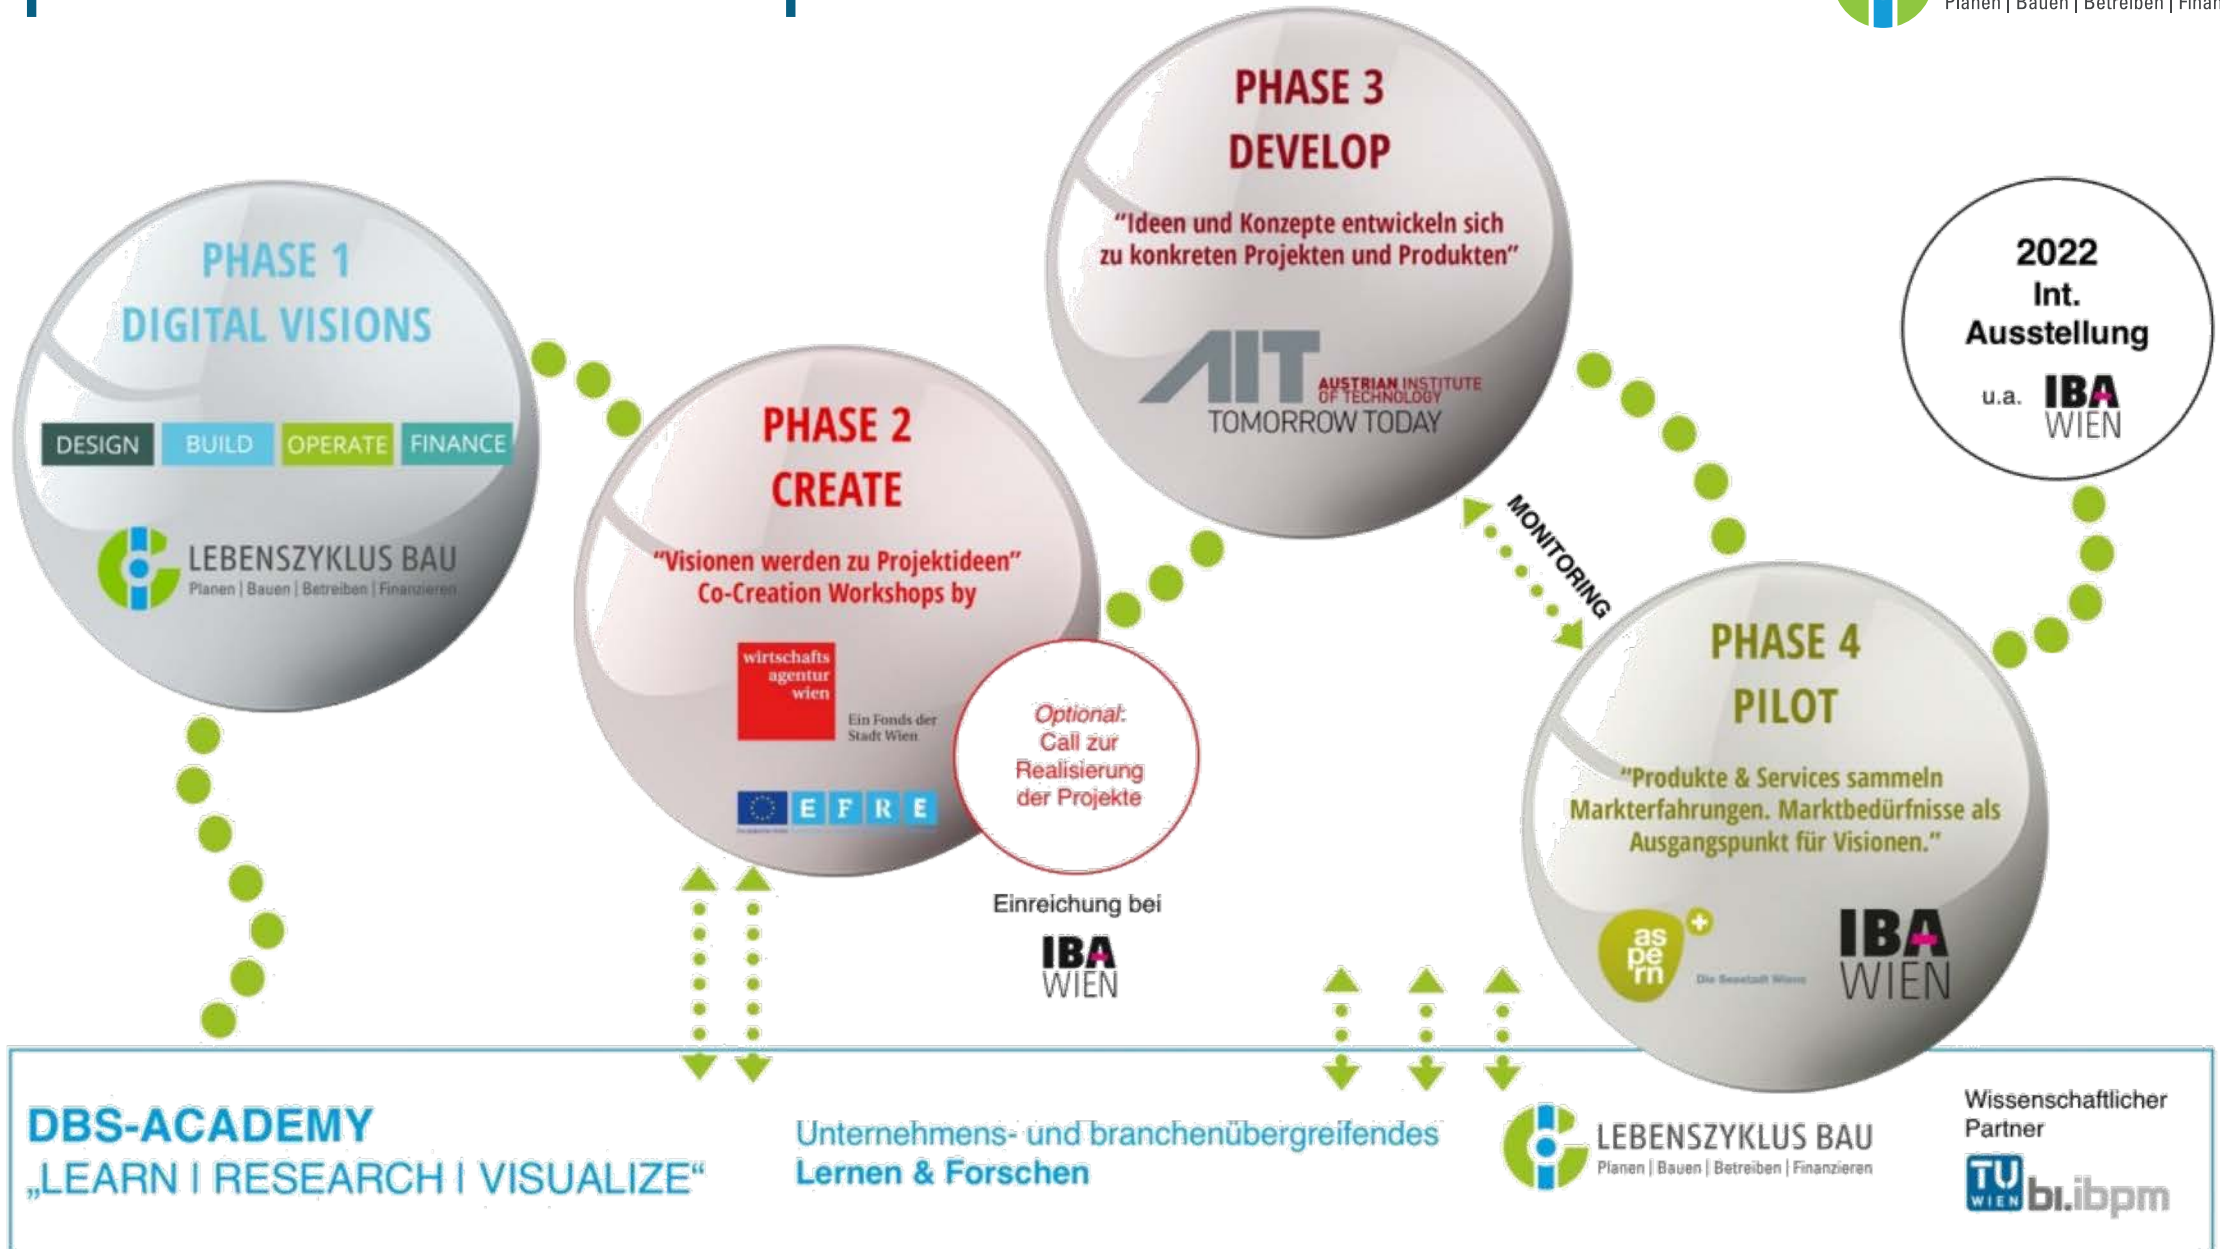 Planen | Bauen | Betreiben |
PHASE 1
DIGITAL VISIONS
DESIGN
BUILD
OPERATE
FINANCE
LEBENSZYKLUS BAU
Planen | Bauen | Betreiben | Finanzieren
PHASE 2
CREATE
“Visionen werden zu Projektideen”
Co-Creation Workshops by
wirtschafts
agentur
wien
Ein Fonds der
Stadt Wien
EFRE
Optional:
Call zur
Realisierung
der Projekte
Einreichung bei
IBA
WIEN
PHASE 3
DEVELOP
“Ideen und Konzepte entwickeln sich
zu konkreten Projekten und Produkten”
AIT
AUSTRIAN INSTITUTE
OF TECHNOLOGY
TOMORROW TODAY
MONITORING
PHASE 4
PILOT
“Produkte & Services sammeln
Markterfahrungen. Marktbedürfnisse als
Ausgangspunkt für Visionen.”
as
pe
rn
+
Die Seestadt Wiens
IBA
WIEN
2022
Int.
Ausstellung
u.a. IBA
WIEN
DBS-ACADEMY
„LEARN I RESEARCH I VISUALIZE“
Unternehmens- und branchenübergreifendes
Lernen & Forschen
LEBENSZYKLUS BAU
Planen | Bauen | Betreiben | Finanzieren
Wissenschaftlicher
Partner
TU
WIEN
bi.ibpm